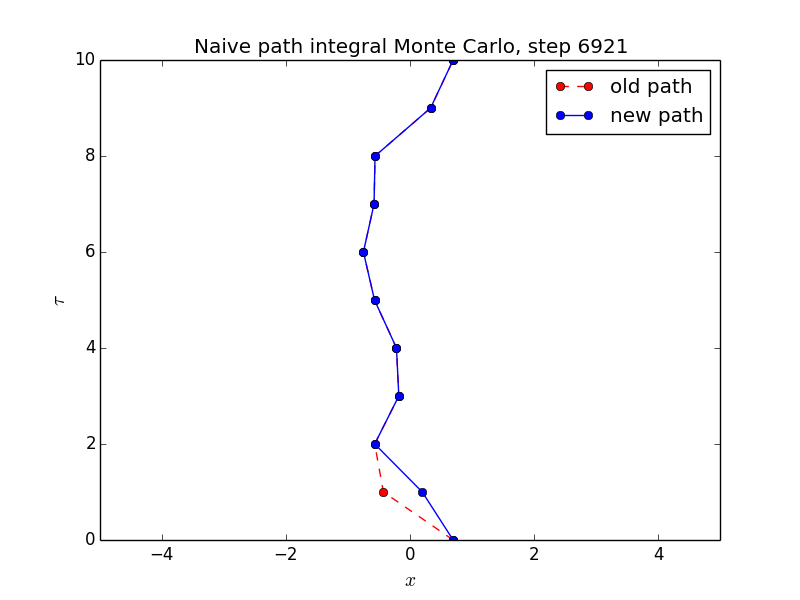 Naive path integral Monte Carlo, step 6921
old path
new path
10
8
6
4
2
0
τ
−4 −2 0 2 4
x